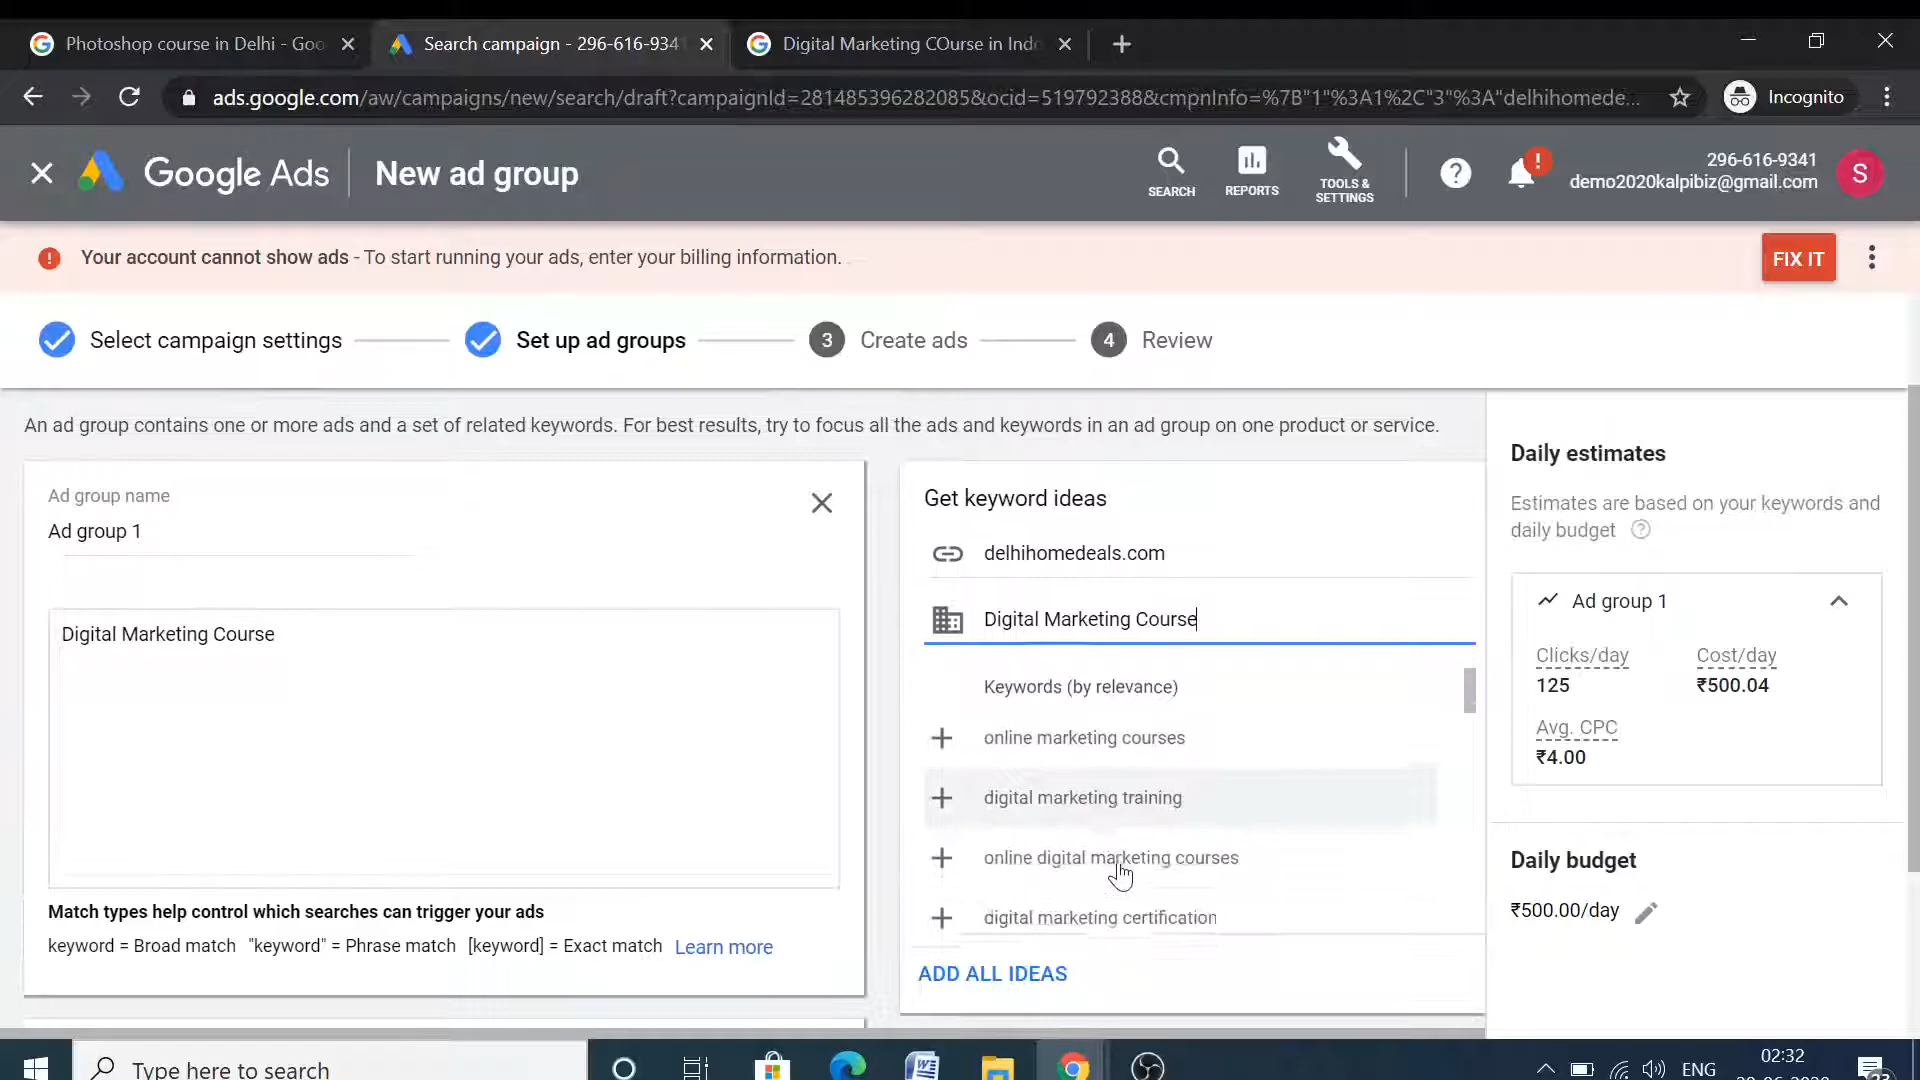 Photoshop course in Delhi - Goo
Search campaign - 296-616-9341
Digital Marketing COurse in Indo
ads.google.com/aw/campaigns/new/search/draft?campaignId=281485396282085&ocid=519792388&cmpnInfo=%7B"1"%3A1%2C"3"%3A"delhihomede...
Incognito
Google Ads
New ad group
SEARCH
REPORTS
TOOLS &
SETTINGS
?
!
296-616-9341
demo2020kalpibiz@gmail.com
S
! Your account cannot show ads - To start running your ads, enter your billing information.
FIX IT
Select campaign settings
Set up ad groups
3 Create ads
4 Review
An ad group contains one or more ads and a set of related keywords. For best results, try to focus all the ads and keywords in an ad group on one product or service.
Ad group name
Ad group 1
Digital Marketing Course
Match types help control which searches can trigger your ads
keyword = Broad match "keyword" = Phrase match [keyword] = Exact match Learn more
Get keyword ideas
delhihomedeals.com
Digital Marketing Course
Keywords (by relevance)
online marketing courses
digital marketing training
online digital marketing courses
digital marketing certification
ADD ALL IDEAS
Daily estimates
Estimates are based on your keywords and
daily budget ?
Ad group 1
Clicks/day
125
Cost/day
₹500.04
Avg. CPC
₹4.00
Daily budget
₹500.00/day
Type here to search
ENG
02:32